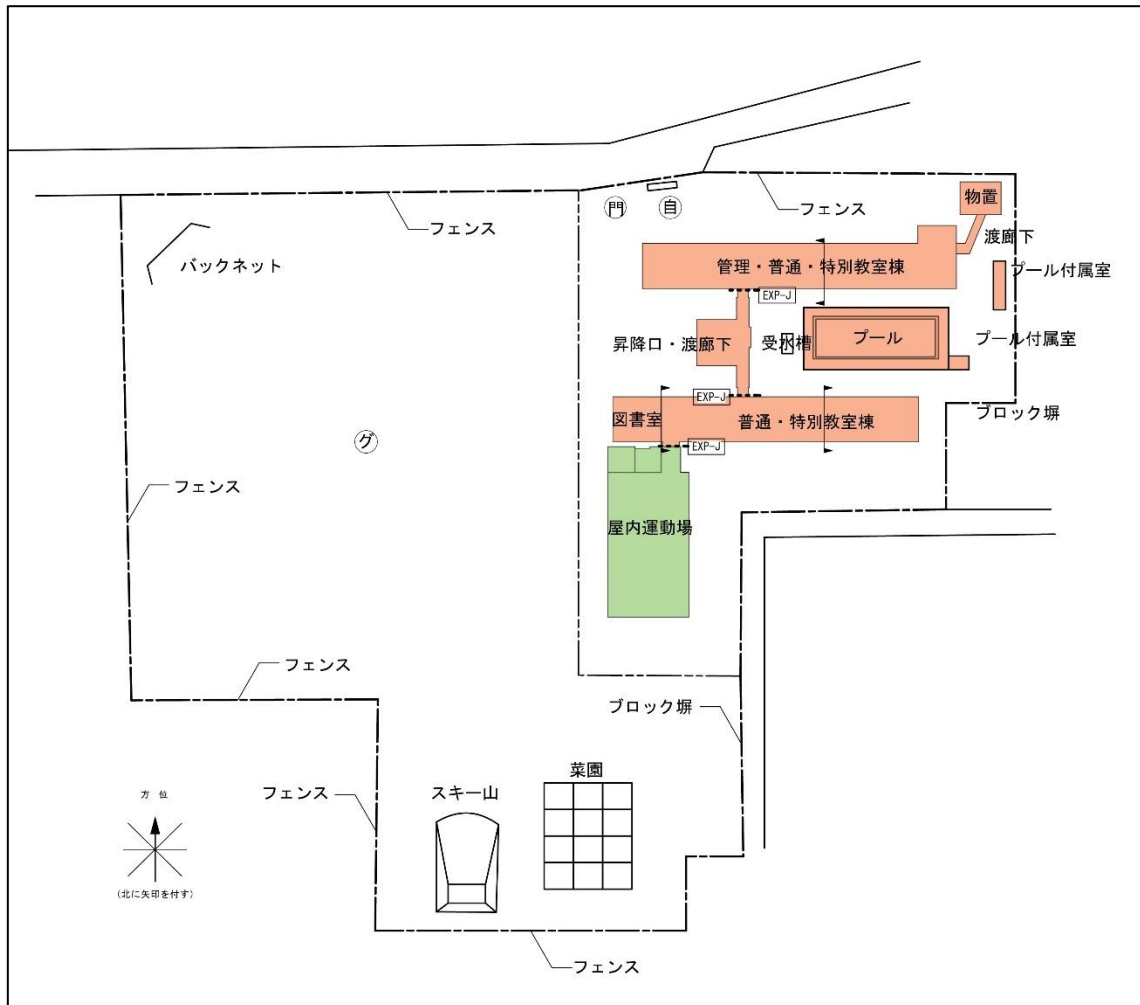 門
自
フェンス
物置
渡廊下
フェンス
バックネット
管理・普通・特別教室棟
プール付属室
EXP-J
昇降口・渡廊下
受水槽
プール
プール付属室
EXP-J
図書室
普通・特別教室棟
ブロック塀
グ
EXP-J
フェンス
屋内運動場
フェンス
ブロック塀
菜園
スキー山
フェンス
方 位
(北に矢印を付す)
フェンス